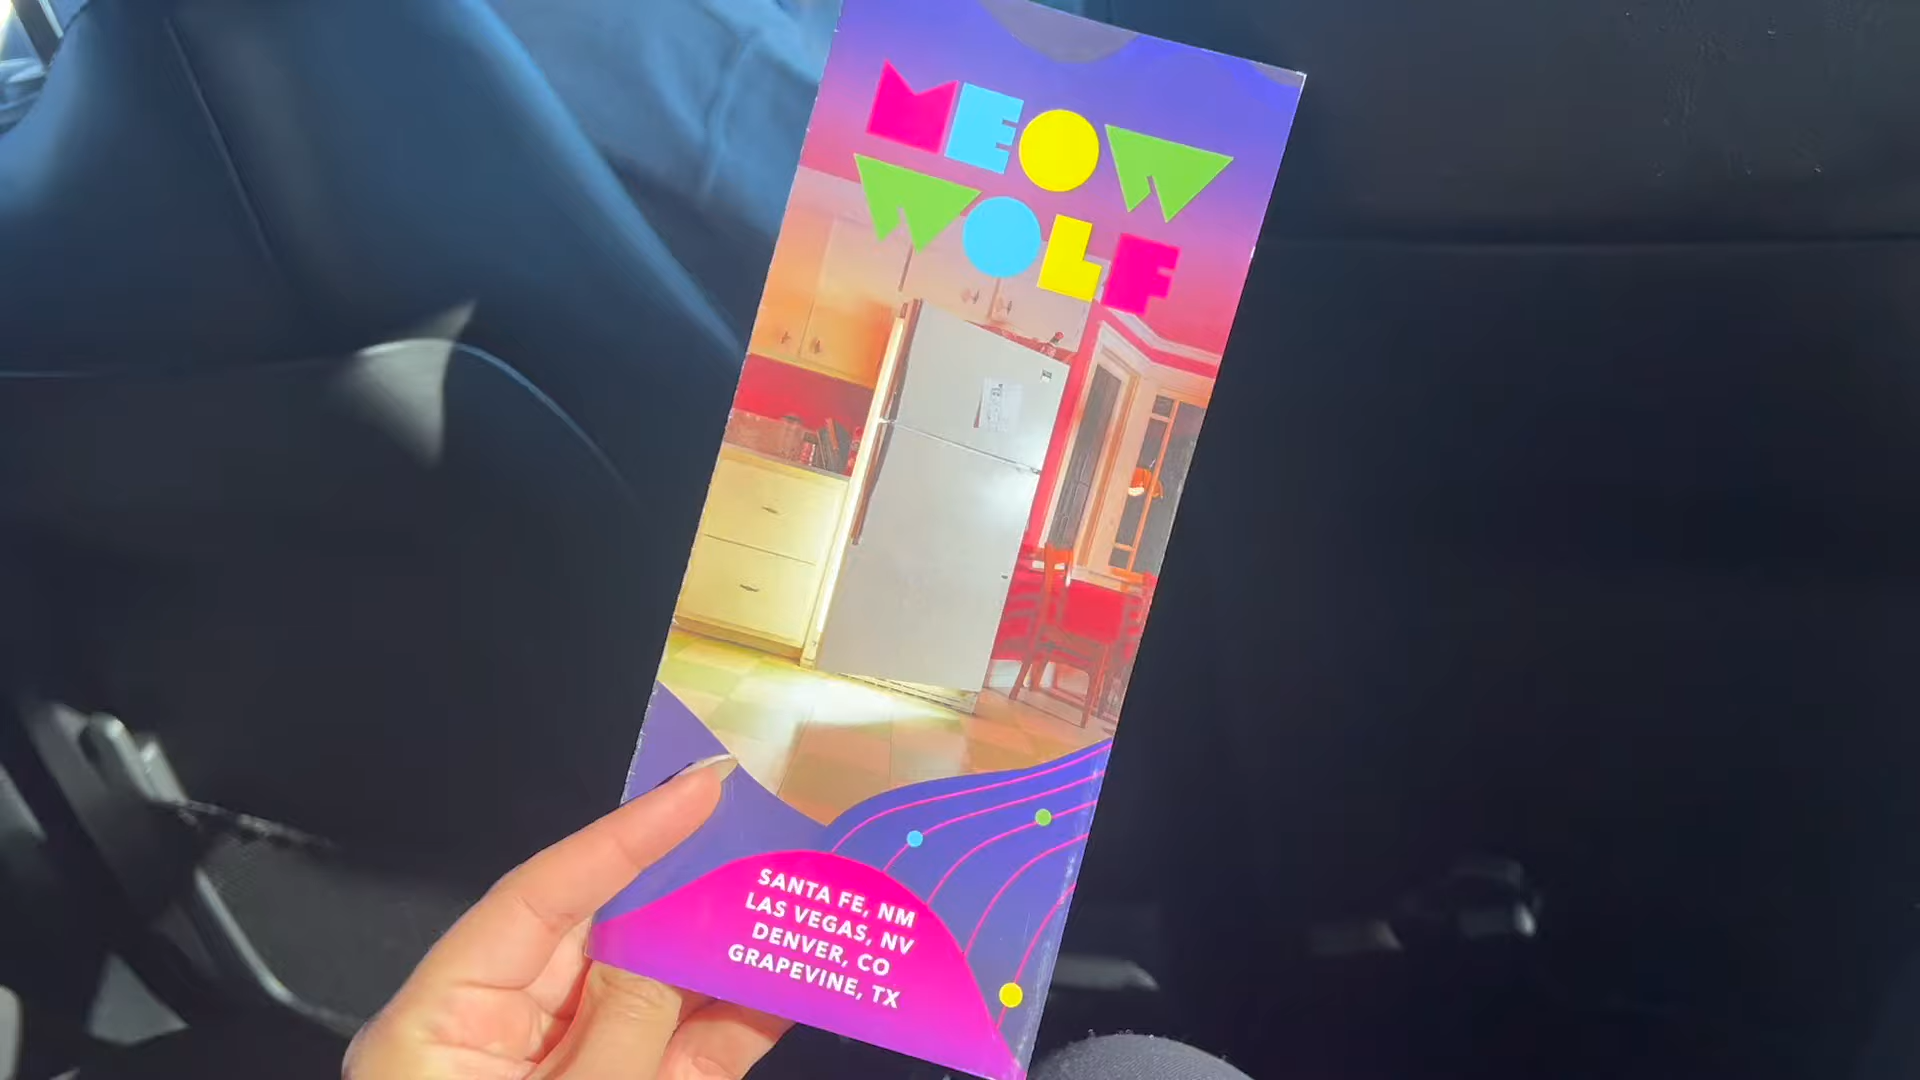 MEOW
WOLF
SANTA FE, NM
LAS VEGAS, NV
DENVER, CO
GRAPEVINE, TX